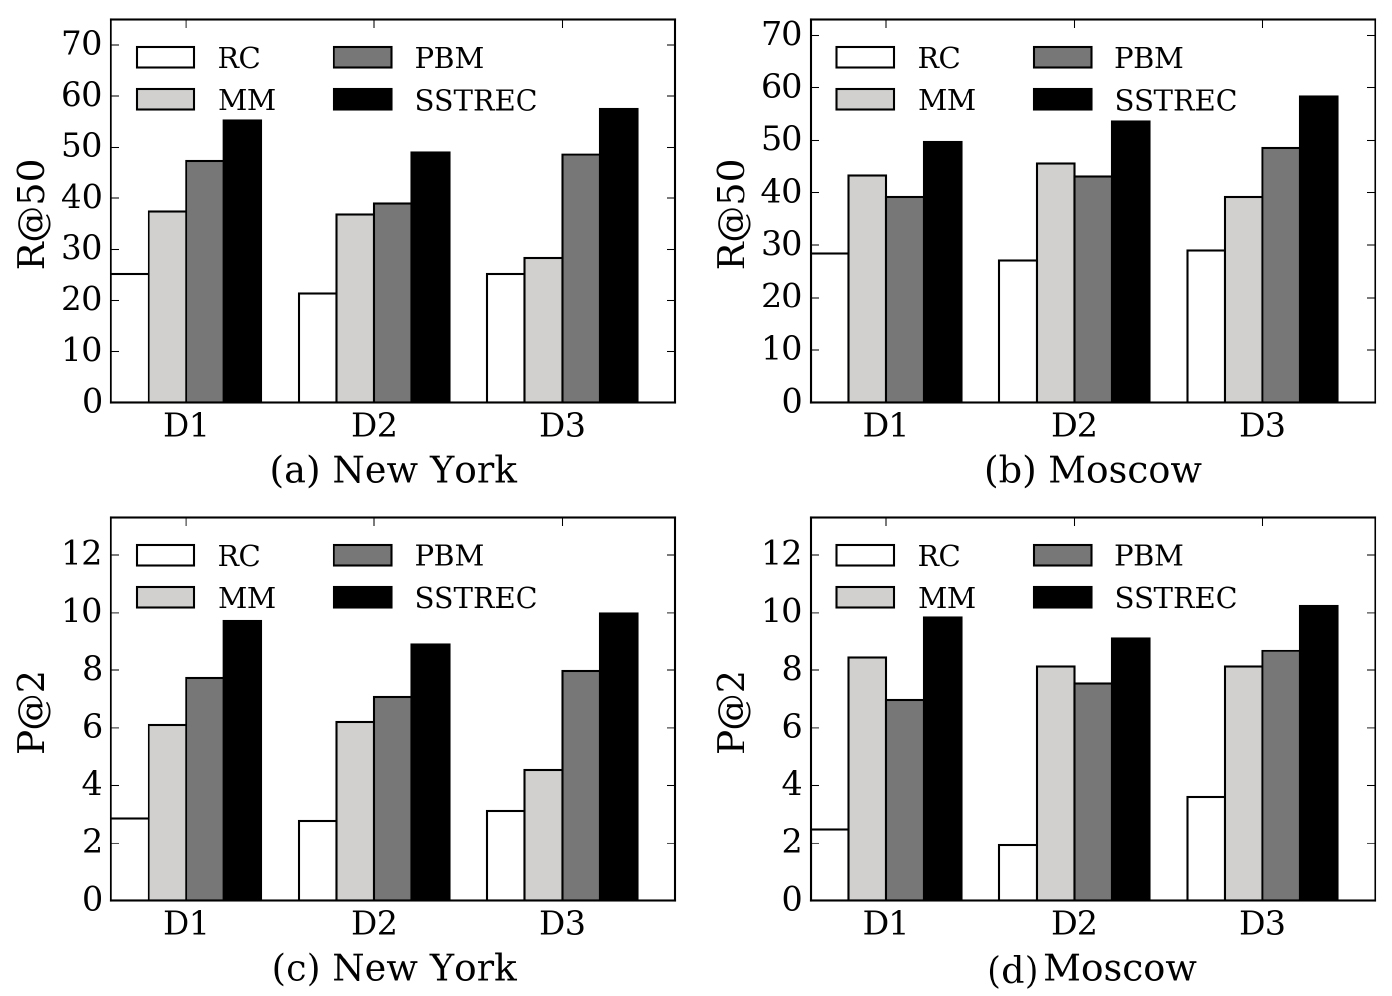 70
60
50
40
30
20
10
0
R@50
RC
PBM
MM
SSTREC
D1 D2 D3
(a) New York
70
60
50
40
30
20
10
0
R@50
RC
PBM
MM
SSTREC
D1 D2 D3
(b) Moscow
12
10
8
6
4
2
0
P@2
RC
PBM
MM
SSTREC
D1 D2 D3
(c) New York
12
10
8
6
4
2
0
P@2
RC
PBM
MM
SSTREC
D1 D2 D3
(d) Moscow